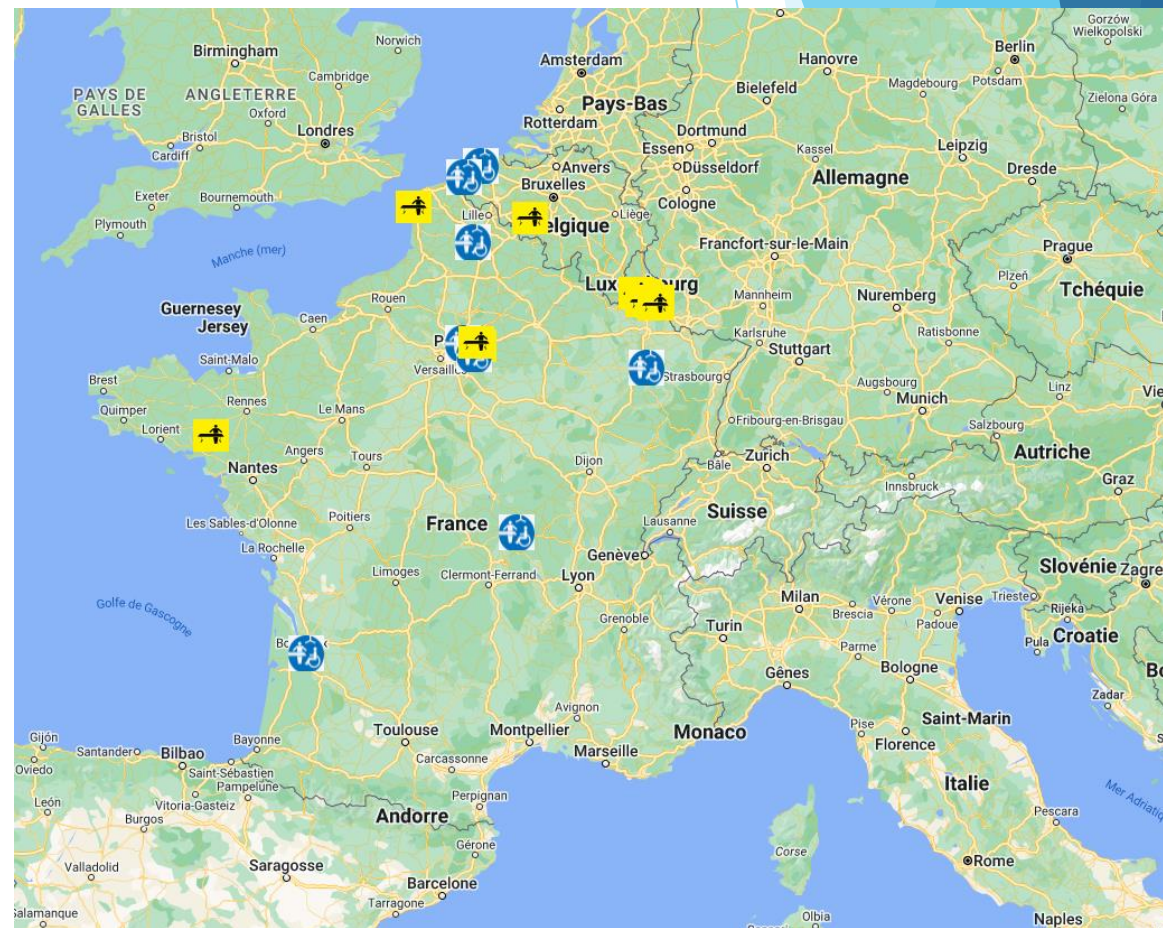 Gorzów
Wielkopolski
Norwich
Birmingham
Amsterdam
Hanovre
Berlin
Cambridge
PAYS DE
GALLES
ANGLETERRE
Pays-Bas
Bielefeld
Magdebourg
Potsdam
Zielona Góra
Oxford
Rotterdam
Londres
Bristol
Cardiff
Dortmund
Essen
Kassel
Leipzig
Anvers
Düsseldorf
Dresde
Bruxelles
Allemagne
Exeter
Bournemouth
Cologne
Lille
Liège
Plymouth
elgique
Manche (mer)
Francfort-sur-le-Main
Prague
Plzeň
Tchéquie
Lux
urg
Mannheim
Nuremberg
Rouen
Guernesey
Jersey
Caen
Karlsruhe
Ratisbonne
P
Stuttgart
Saint-Malo
Versailles
Strasbourg
Brest
Augsbourg
Linz
Vie
Munich
Quimper
Rennes
Le Mans
Fribourg-en-Brisgau
Salzbourg
Lorient
Angers
Tours
Dijon
Bâle
Zurich
Autriche
Nantes
Innsbruck
Graz
Les Sables-d'Olonne
Poitiers
France
Lausanne
Suisse
La Rochelle
Genève
Slovénie
Zagre
Limoges
Clermont-Ferrand
Lyon
Golfe de Gascogne
Milan
Vérone
Venise
Trieste
Brescia
Padoue
Rijeka
Grenoble
Turin
Pula
Croatie
Bo
Parme
Gênes
Bologne
Zadar
Avignon
Saint-Marin
Toulouse
Montpellier
Monaco
Pise
Gijón
Santander
Bilbao
Bayonne
Florence
Marseille
Oviedo
Saint-Sébastien
Carcassonne
Pampelune
Italie
León
Vitoria-Gasteiz
Perpignan
Mer Adriatiq
Burgos
Andorre
Pescara
Gérone
Corse
Valladolid
Saragosse
Rome
Barcelone
Tarragone
Salamanque
Olbia
Naples